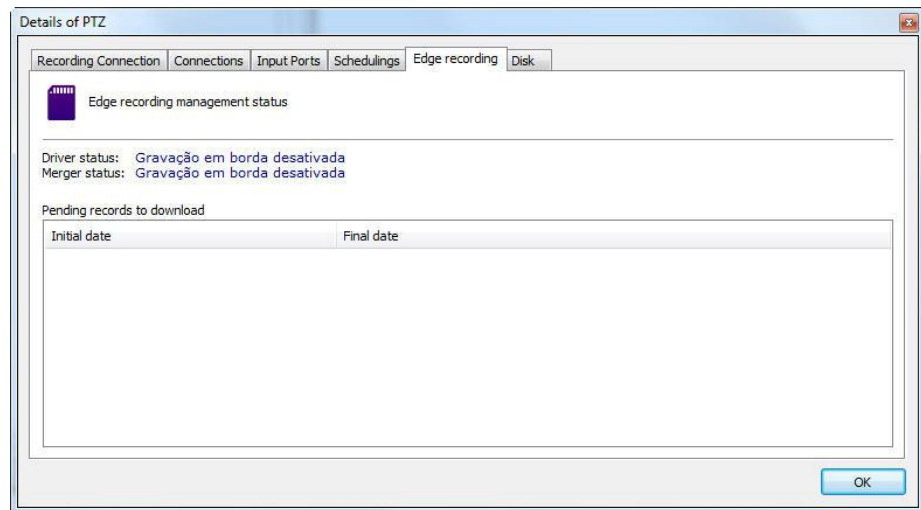 Details of PTZ
Recording Connection Connections Input Ports Schedulings Edge recording Disk
Edge recording management status
Driver status: Gravação em borda desativada
Merger status: Gravação em borda desativada
Pending records to download
Initial date Final date
OK